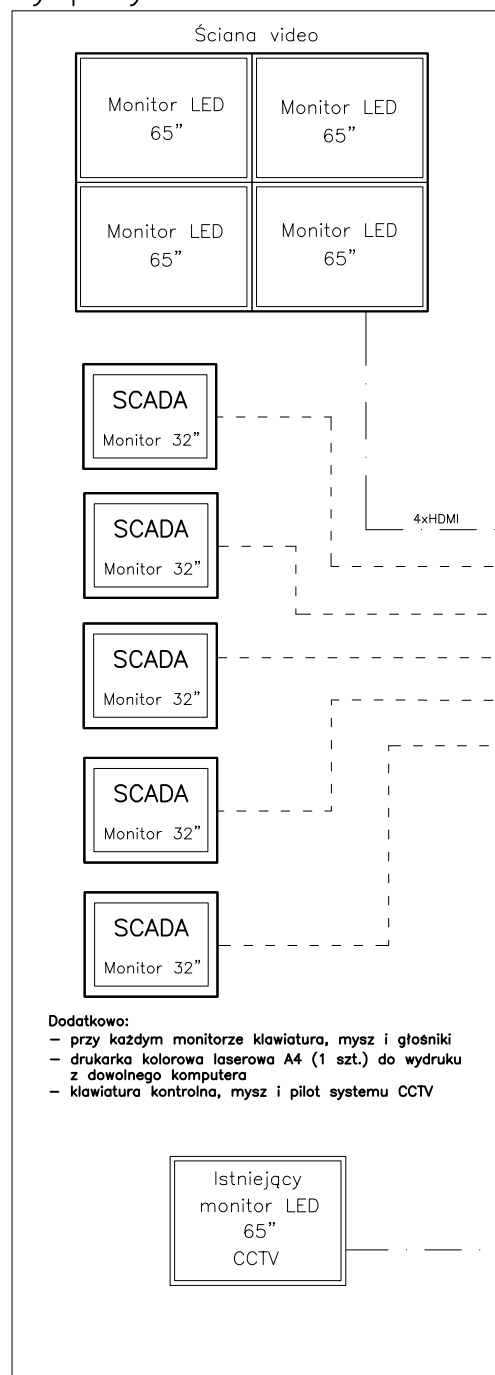 Ściana video
Monitor LED
65"
Monitor LED
65"
Monitor LED
65"
Monitor LED
65"
SCADA
Monitor 32"
4xHDMI
SCADA
Monitor 32"
SCADA
Monitor 32"
SCADA
Monitor 32"
SCADA
Monitor 32"
Dodatkowo:
– przy każdym monitorze klawiatura, mysz i głośniki
– drukarka kolorowa laserowa A4 (1 szt.) do wydruku
z dowolnego komputera
– klawiatura kontrolna, mysz i pilot systemu CCTV
Istniejący
monitor LED
65"
CCTV